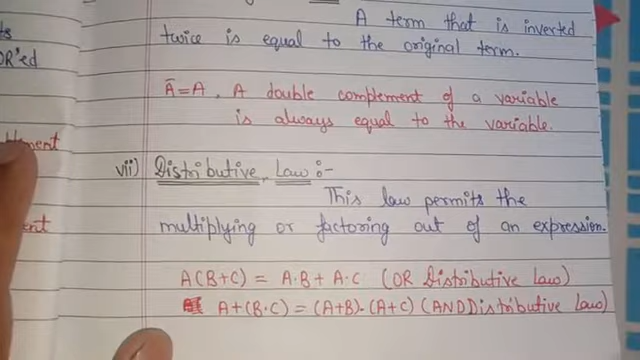 A term that is inverted
twice is equal to the original term.
OR'ed
Ā=A, A double complement of a variable
is always equal to the variable.
vii) Distributive Law :-
This law permits the
multiplying or factoring out of an expression.
A(B+C) = A·B + A·C (OR Distributive Law)
A+(B·C) = (A+B)·(A+C) (AND Distributive Law)